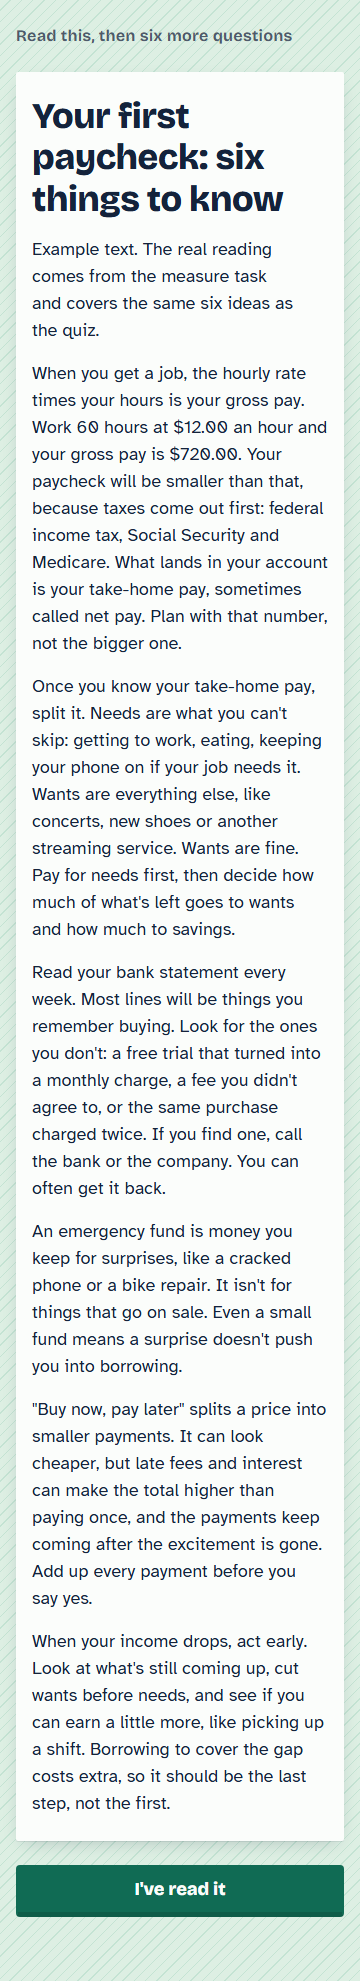 Read this, then six more questions
Your first
paycheck: six
things to know
Example text. The real reading
comes from the measure task
and covers the same six ideas as
the quiz.
When you get a job, the hourly rate
times your hours is your gross pay.
Work 60 hours at $12.00 an hour and
your gross pay is $720.00. Your
paycheck will be smaller than that,
because taxes come out first: federal
income tax, Social Security and
Medicare. What lands in your account
is your take-home pay, sometimes
called net pay. Plan with that number,
not the bigger one.
Once you know your take-home pay,
split it. Needs are what you can't
skip: getting to work, eating, keeping
your phone on if your job needs it.
Wants are everything else, like
concerts, new shoes or another
streaming service. Wants are fine.
Pay for needs first, then decide how
much of what's left goes to wants
and how much to savings.
Read your bank statement every
week. Most lines will be things you
remember buying. Look for the ones
you don't: a free trial that turned into
a monthly charge, a fee you didn't
agree to, or the same purchase
charged twice. If you find one, call
the bank or the company. You can
often get it back.
An emergency fund is money you
keep for surprises, like a cracked
phone or a bike repair. It isn't for
things that go on sale. Even a small
fund means a surprise doesn't push
you into borrowing.
"Buy now, pay later" splits a price into
smaller payments. It can look
cheaper, but late fees and interest
can make the total higher than
paying once, and the payments keep
coming after the excitement is gone.
Add up every payment before you
say yes.
When your income drops, act early.
Look at what's still coming up, cut
wants before needs, and see if you
can earn a little more, like picking up
a shift. Borrowing to cover the gap
costs extra, so it should be the last
step, not the first.
I've read it